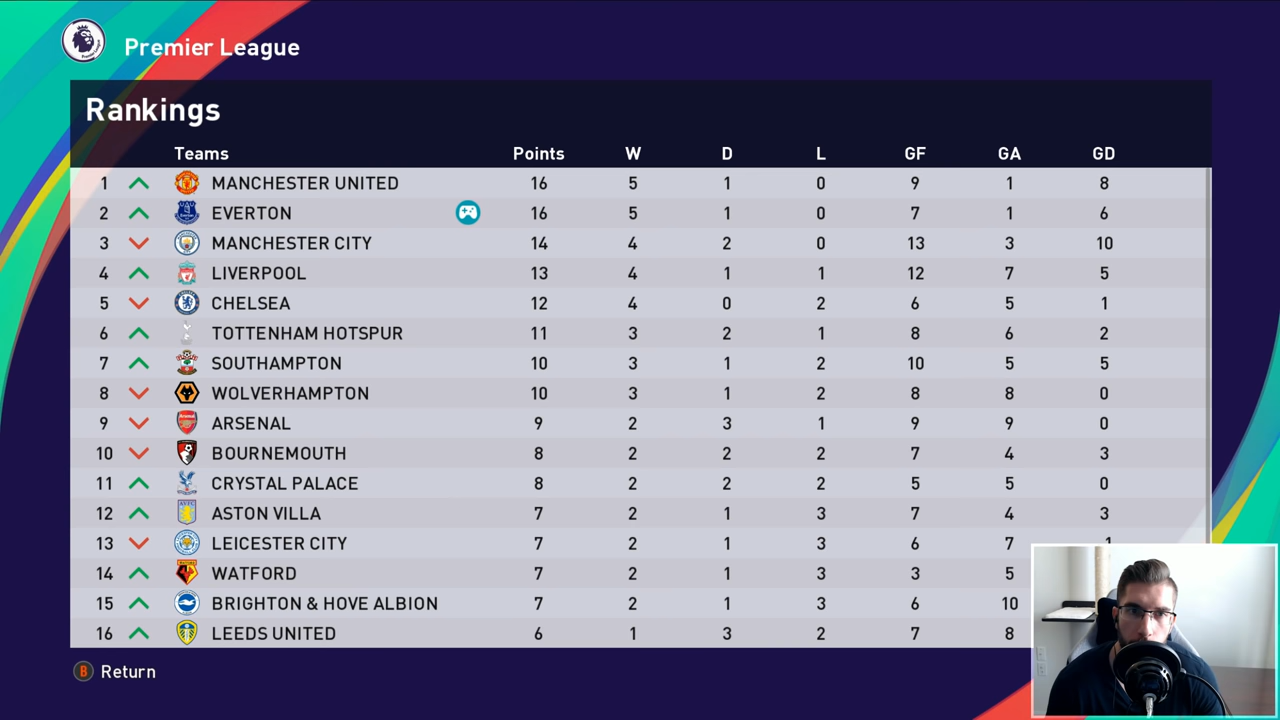 Premier League
Rankings
Teams Points W D L GF GA GD
1 MANCHESTER UNITED 16 5 1 0 9 1 8
2 EVERTON 16 5 1 0 7 1 6
3 MANCHESTER CITY 14 4 2 0 13 3 10
4 LIVERPOOL 13 4 1 1 12 7 5
5 CHELSEA 12 4 0 2 6 5 1
6 TOTTENHAM HOTSPUR 11 3 2 1 8 6 2
7 SOUTHAMPTON 10 3 1 2 10 5 5
8 WOLVERHAMPTON 10 3 1 2 8 8 0
9 ARSENAL 9 2 3 1 9 9 0
10 BOURNEMOUTH 8 2 2 2 7 4 3
11 CRYSTAL PALACE 8 2 2 2 5 5 0
12 ASTON VILLA 7 2 1 3 7 4 3
13 LEICESTER CITY 7 2 1 3 6 7
14 WATFORD 7 2 1 3 3 5
15 BRIGHTON & HOVE ALBION 7 2 1 3 6 10
16 LEEDS UNITED 6 1 3 2 7 8
B Return